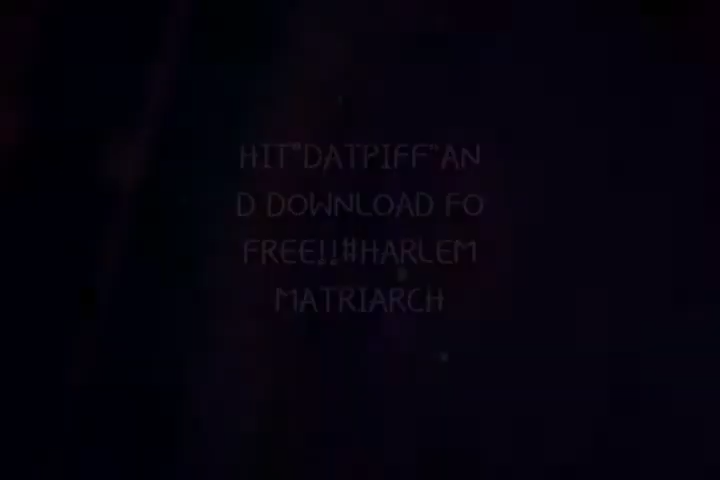 HIT"DATPIFF"AN
D DOWNLOAD FO
FREE!!#HARLEM
MATRIARCH